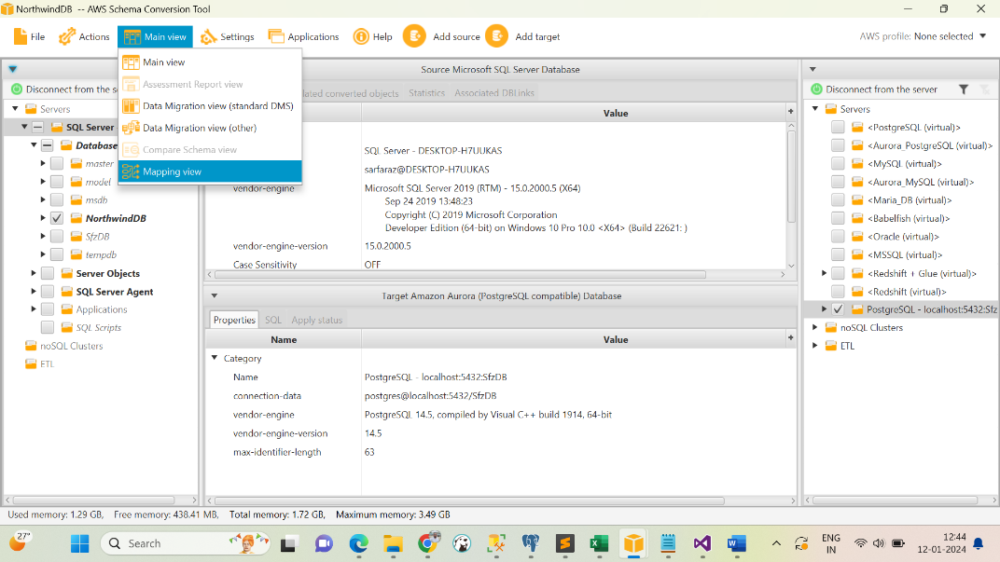 NorthwindDB -- AWS Schema Conversion Tool
File Actions Main view Settings Applications Help Add source Add target AWS profile: None selected
Main view
Assessment Report view
Data Migration view (standard DMS)
Data Migration view (other)
Compare Schema view
Mapping view
Disconnect from the se
Servers
SQL Server
Database
master
model
msdb
NorthwindDB
SfzDB
tempdb
Server Objects
SQL Server Agent
Applications
SQL Scripts
noSQL Clusters
ETL
Source Microsoft SQL Server Database
lated converted objects Statistics Associated DBLinks
Value
SQL Server - DESKTOP-H7UUKAS
sarfaraz@DESKTOP-H7UUKAS
vendor-engine Microsoft SQL Server 2019 (RTM) - 15.0.2000.5 (X64)
Sep 24 2019 13:48:23
Copyright (C) 2019 Microsoft Corporation
Developer Edition (64-bit) on Windows 10 Pro 10.0 <X64> (Build 22621: )
vendor-engine-version 15.0.2000.5
Case Sensitivity OFF
Target Amazon Aurora (PostgreSQL compatible) Database
Properties SQL Apply status
Name Value
Category
Name PostgreSQL - localhost:5432:SfzDB
connection-data postgres@localhost:5432/SfzDB
vendor-engine PostgreSQL 14.5, compiled by Visual C++ build 1914, 64-bit
vendor-engine-version 14.5
max-identifier-length 63
Disconnect from the server
Servers
<PostgreSQL (virtual)>
<Aurora_PostgreSQL (virtual)>
<MySQL (virtual)>
<Aurora_MySQL (virtual)>
<Maria_DB (virtual)>
<Babelfish (virtual)>
<Oracle (virtual)>
<MSSQL (virtual)>
<Redshift + Glue (virtual)>
<Redshift (virtual)>
PostgreSQL - localhost:5432:Sfz
noSQL Clusters
ETL
Used memory: 1.29 GB, Free memory: 438.41 MB, Total memory: 1.72 GB, Maximum memory: 3.49 GB
27°
Search
ENG
IN
12:44
12-01-2024